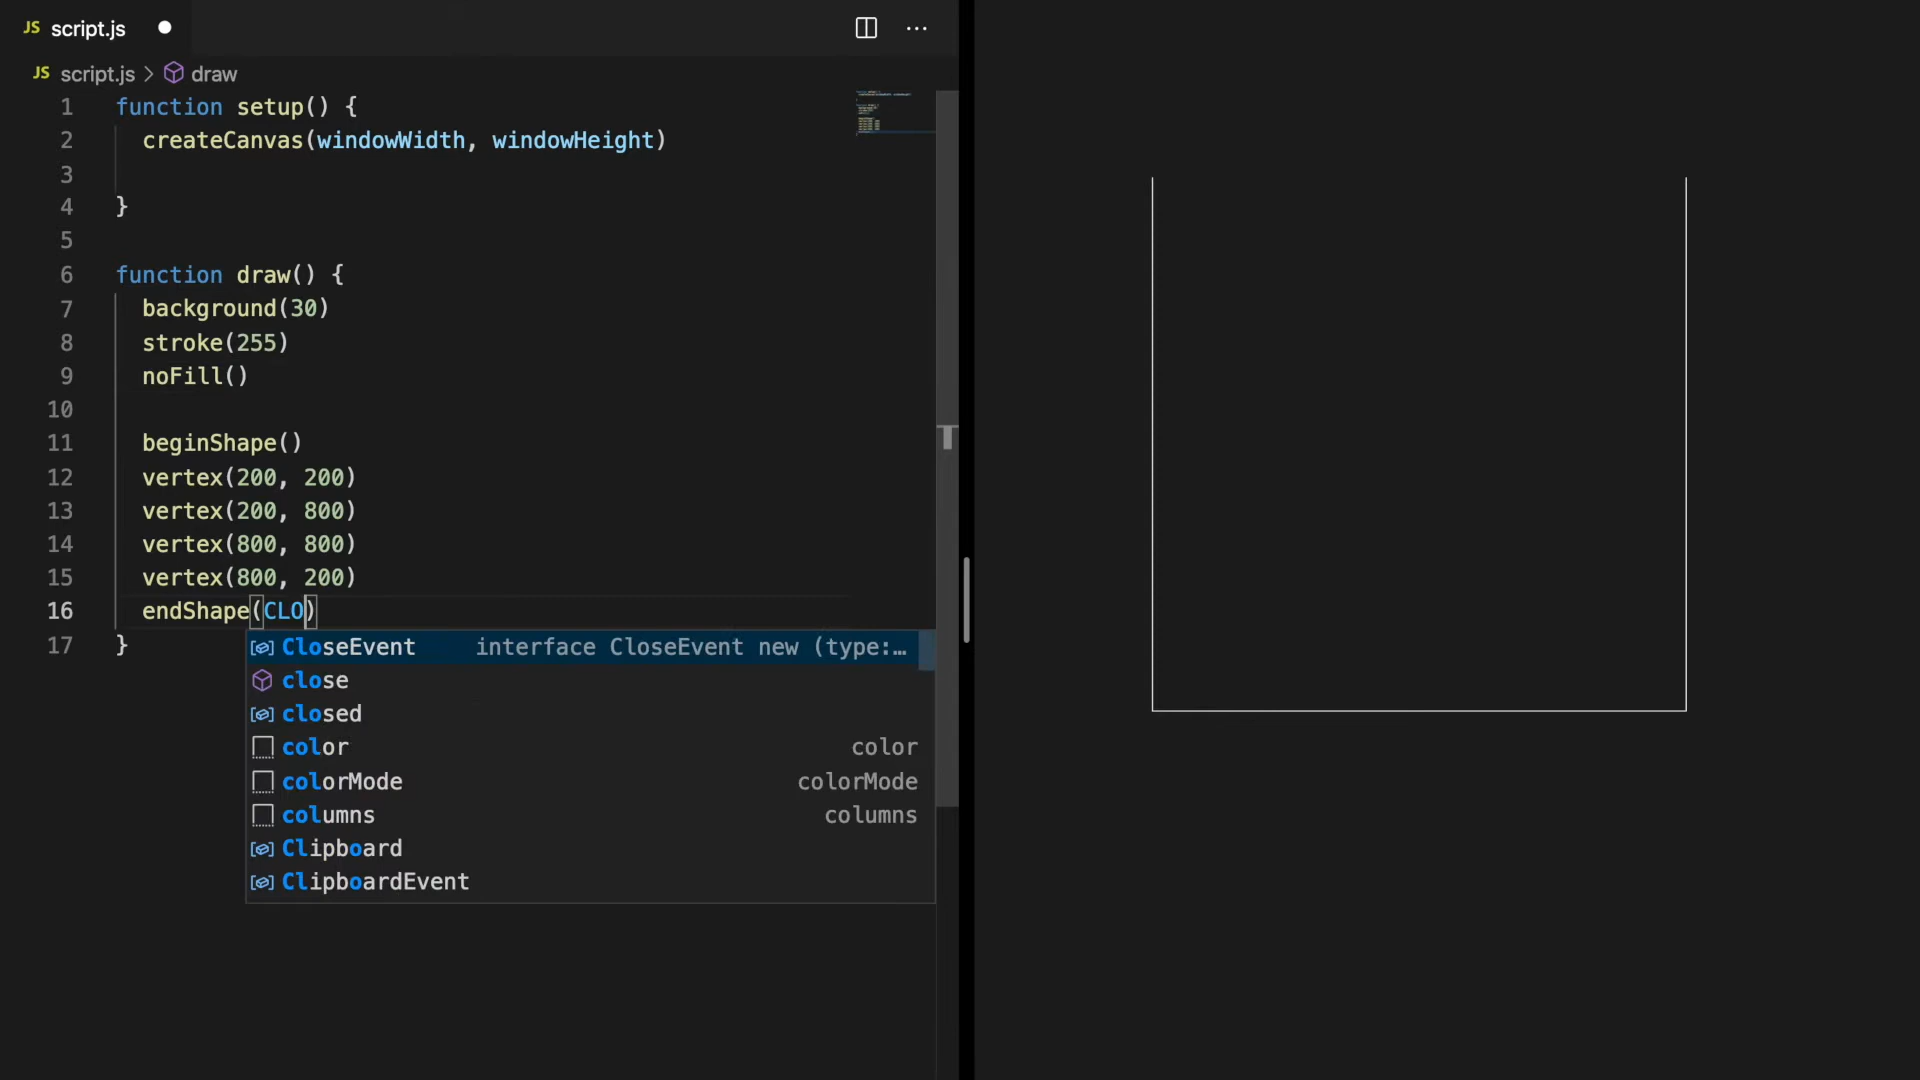 JS script.js
JS script.js > draw
1 function setup() {
2 createCanvas(windowWidth, windowHeight)
3
4 }
5
6 function draw() {
7 background(30)
8 stroke(255)
9 noFill()
10
11 beginShape()
12 vertex(200, 200)
13 vertex(200, 800)
14 vertex(800, 800)
15 vertex(800, 200)
16 endShape(CLO)
17 }
CloseEvent interface CloseEvent new (type:…
close
closed
color color
colorMode colorMode
columns columns
Clipboard
ClipboardEvent